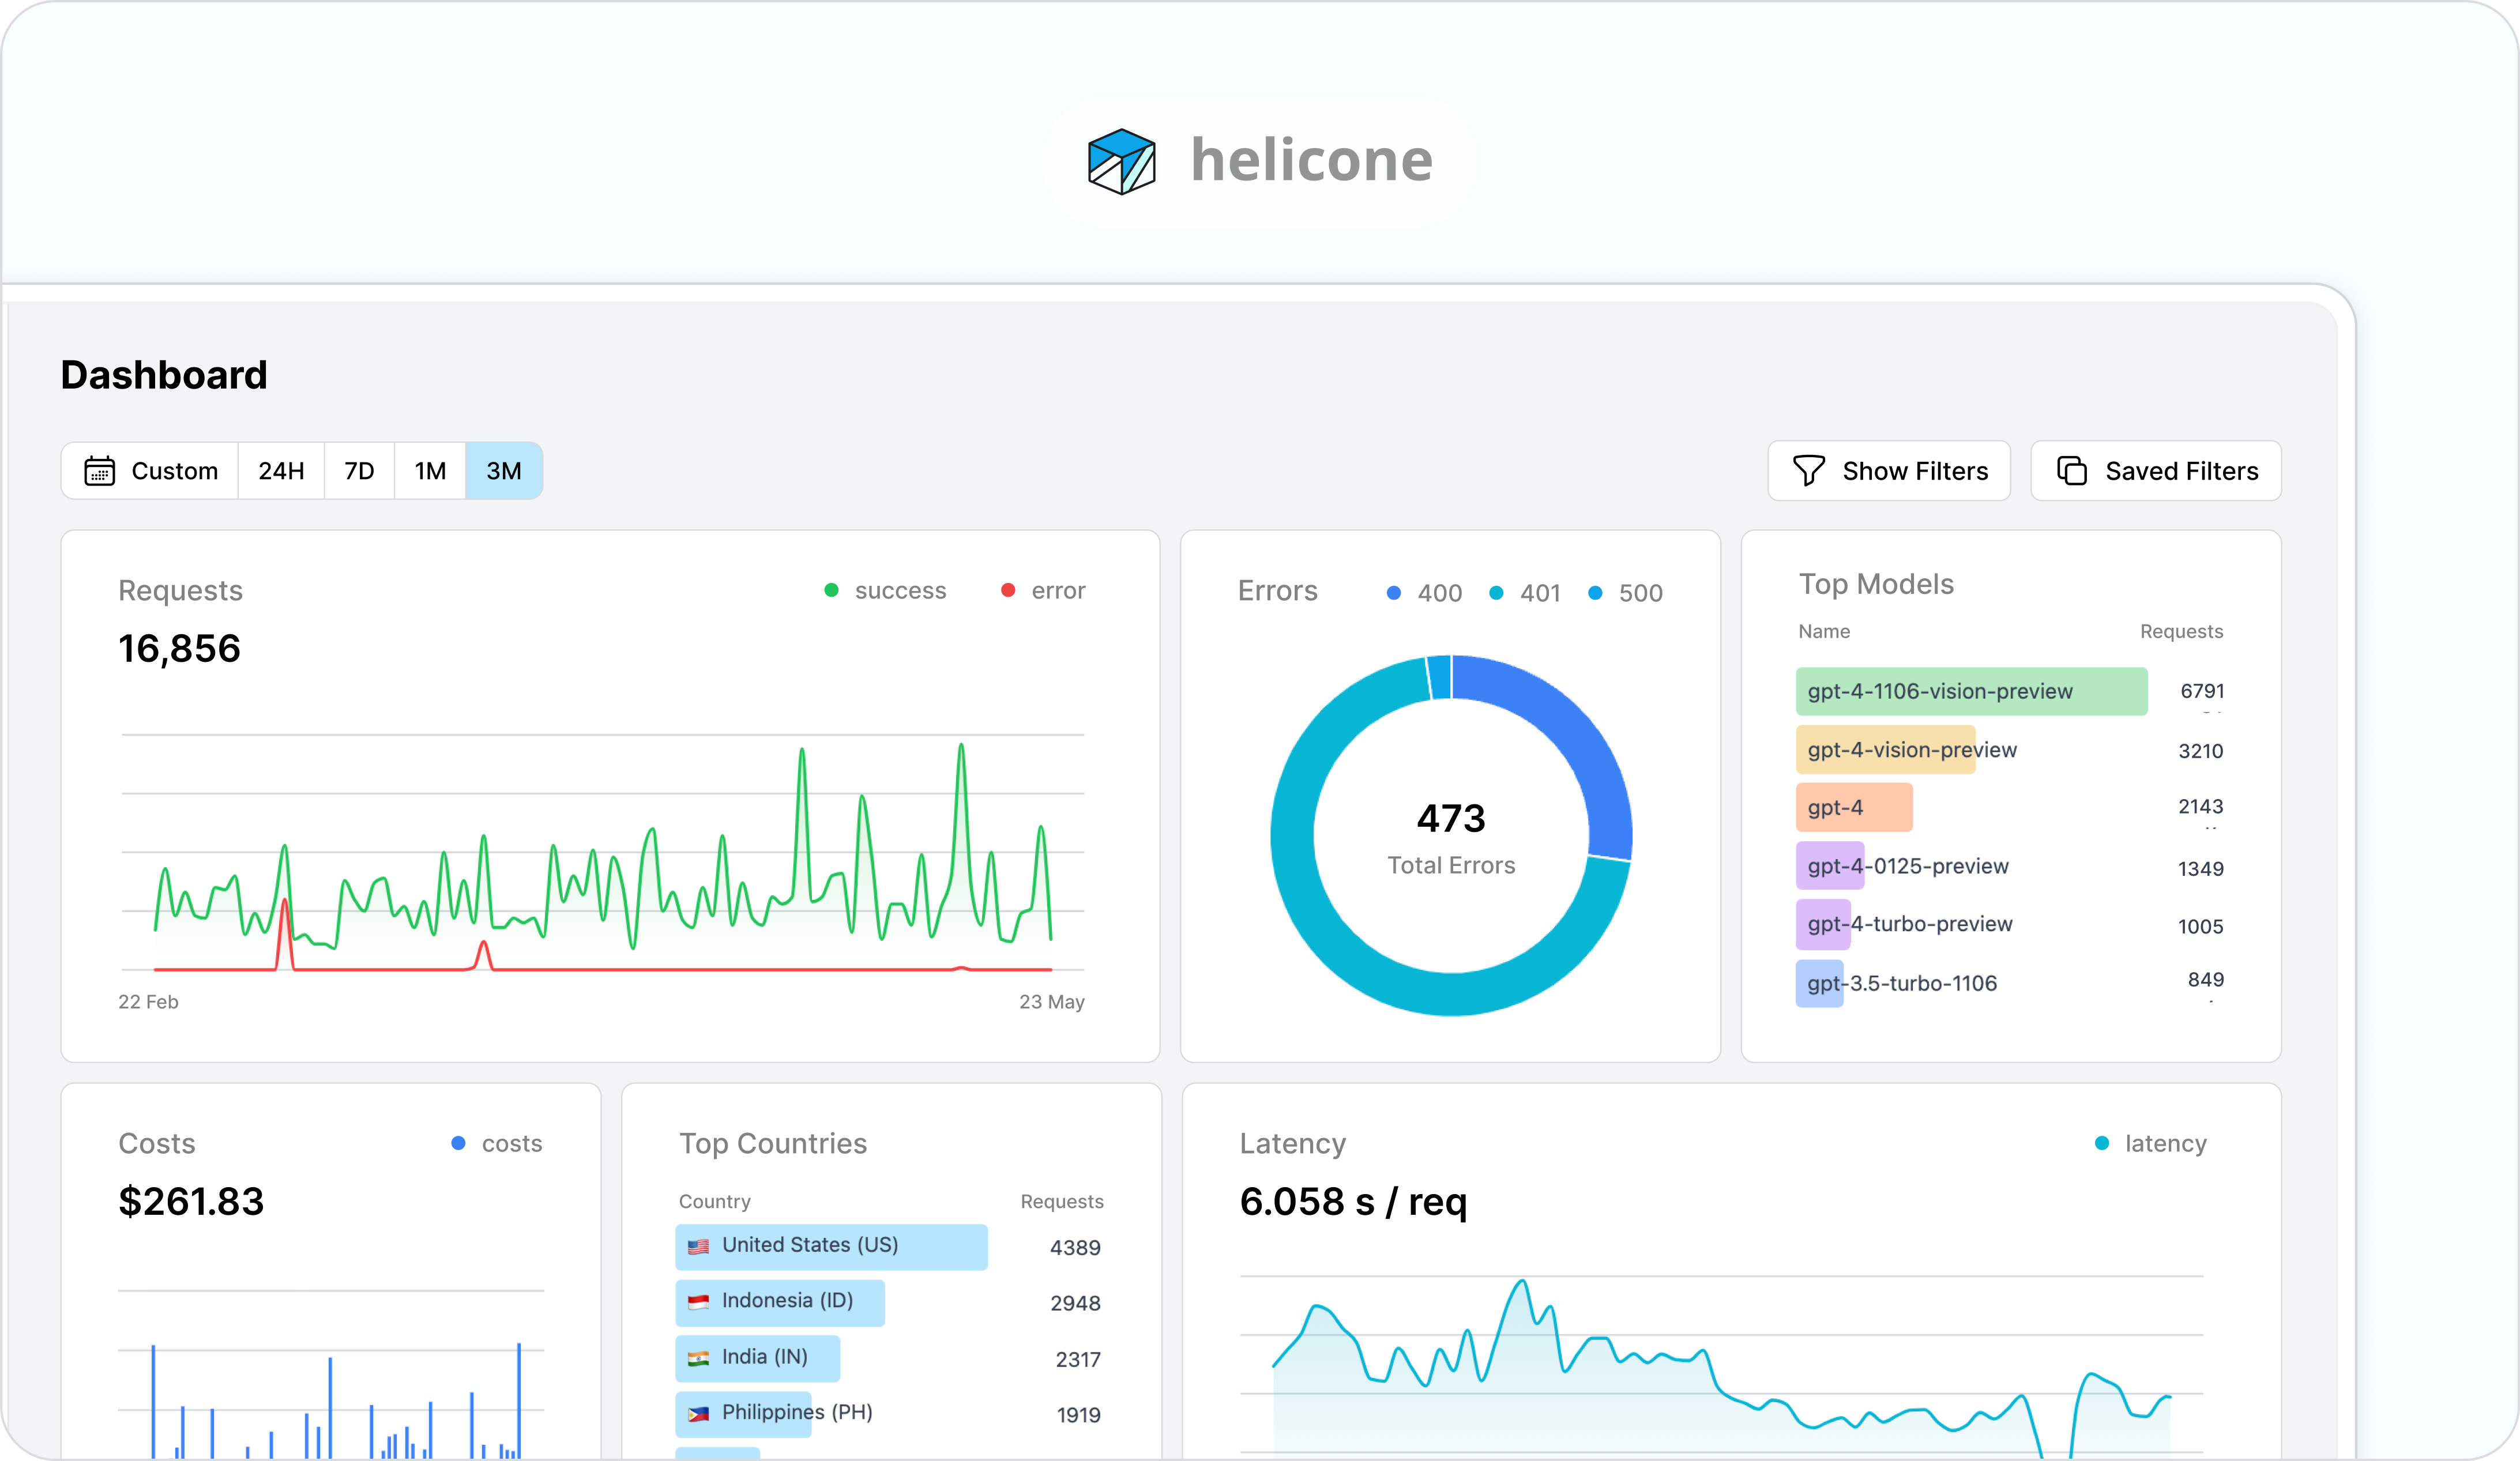 helicone
Dashboard
Custom 24H 7D 1M 3M
Show Filters
Saved Filters
Requests
success error
16,856
22 Feb 23 May
Errors
400 401 500
473
Total Errors
Top Models
Name Requests
gpt-4-1106-vision-preview 6791
gpt-4-vision-preview 3210
gpt-4 2143
gpt-4-0125-preview 1349
gpt-4-turbo-preview 1005
gpt-3.5-turbo-1106 849
Costs
costs
$261.83
Top Countries
Country Requests
United States (US) 4389
Indonesia (ID) 2948
India (IN) 2317
Philippines (PH) 1919
Latency
latency
6.058 s / req